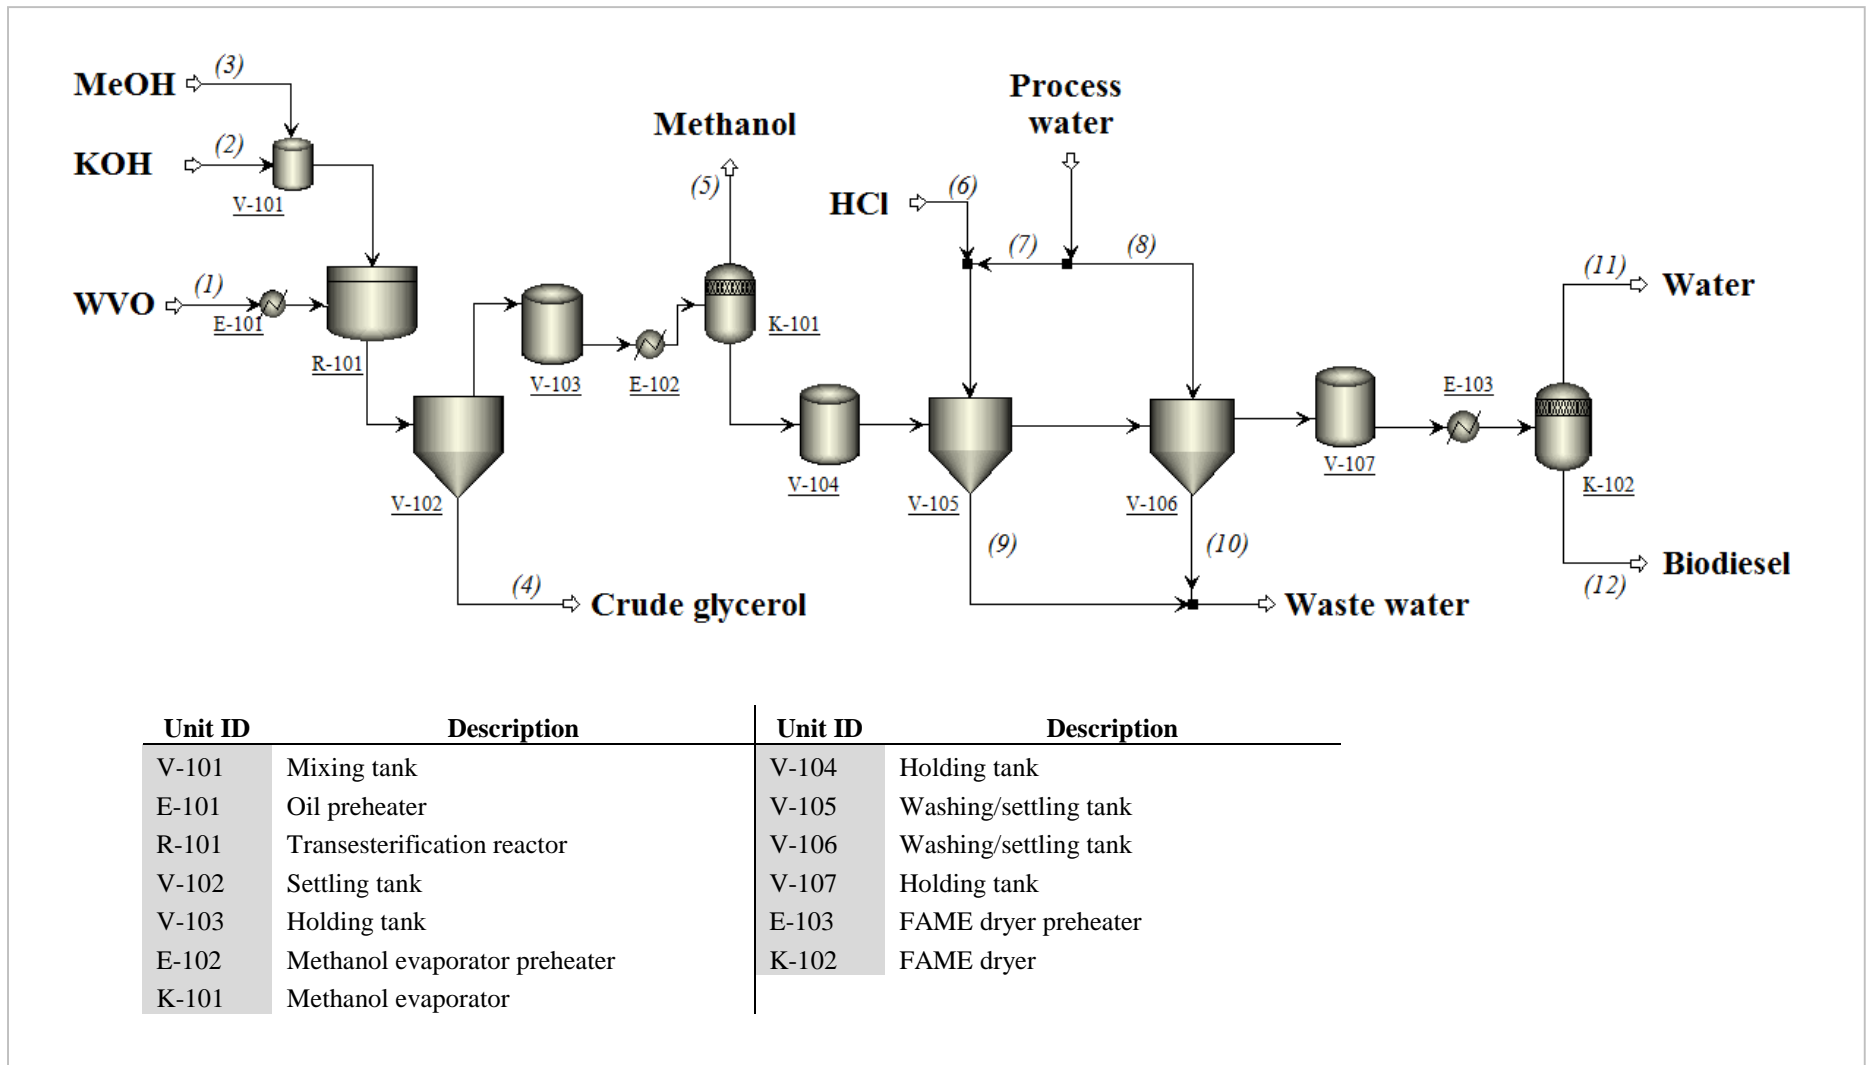 MeOH
(3)
KOH
(2)
V-101
WVO
(1)
E-101
R-101
V-102
(4)
Crude glycerol
V-103
E-102
Methanol
(5)
K-101
V-104
HCl
(6)
Process
water
(7)
(8)
V-105
V-106
(9)
(10)
Waste water
V-107
E-103
K-102
(11)
Water
Biodiesel
(12)
Unit ID Description Unit ID Description
V-101 Mixing tank V-104 Holding tank
E-101 Oil preheater V-105 Washing/settling tank
R-101 Transesterification reactor V-106 Washing/settling tank
V-102 Settling tank V-107 Holding tank
V-103 Holding tank E-103 FAME dryer preheater
E-102 Methanol evaporator preheater K-102 FAME dryer
K-101 Methanol evaporator